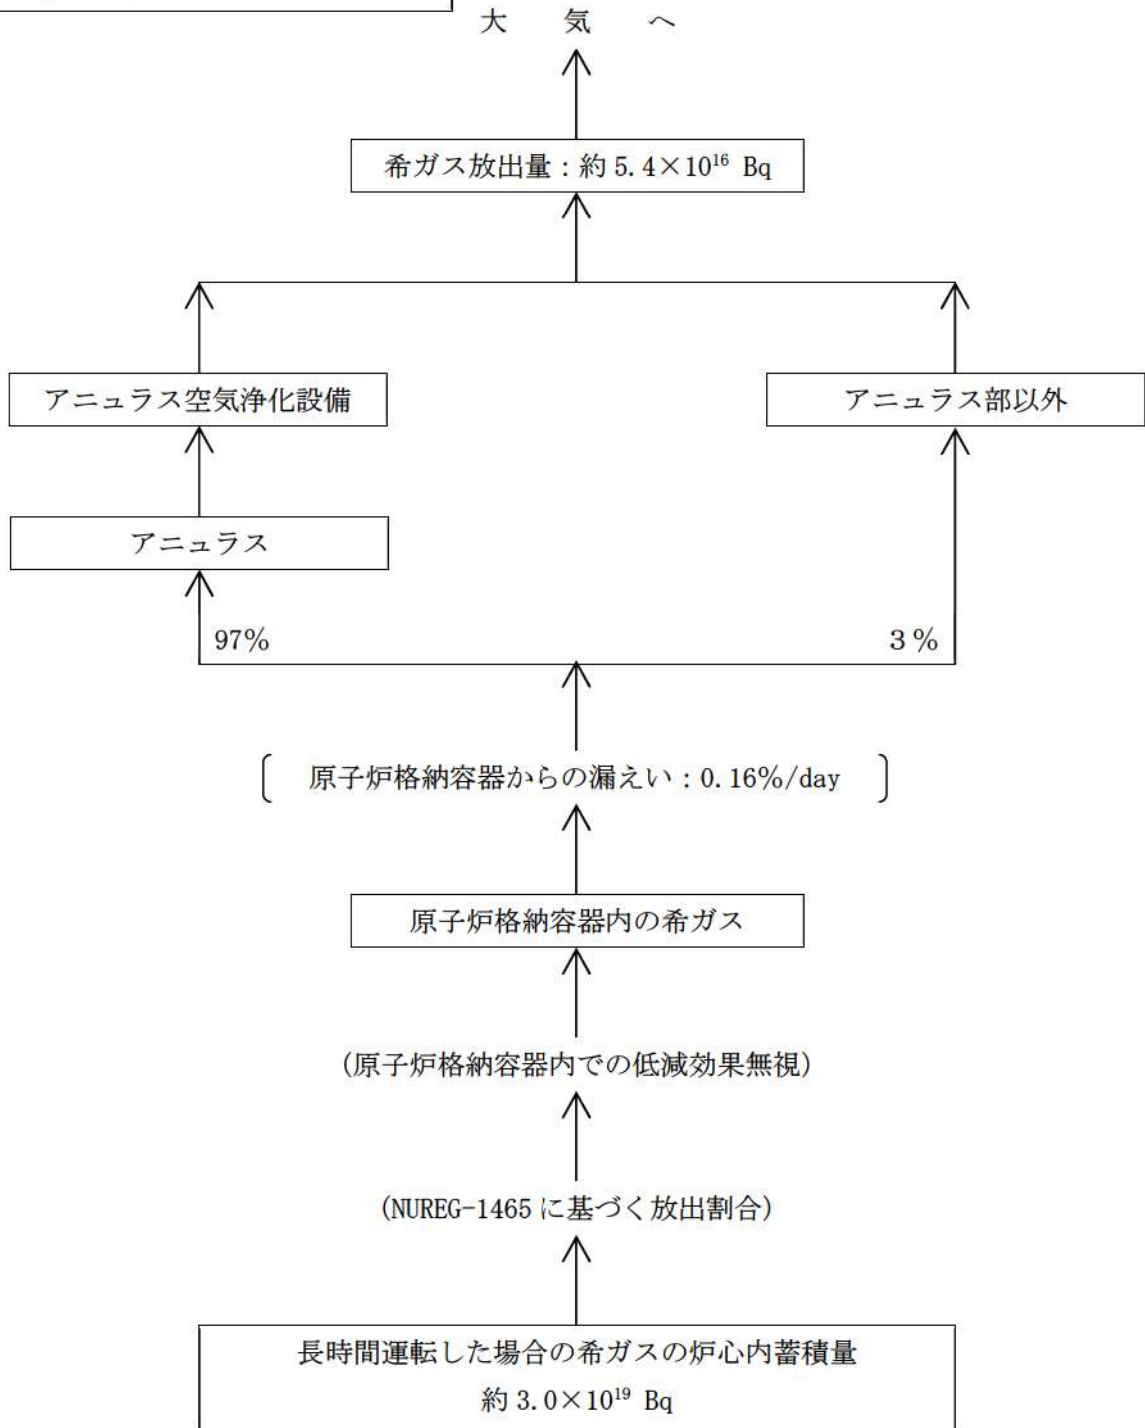 大 気 へ
希ガス放出量：約 5.4×10¹⁶ Bq
アニュラス空気浄化設備
アニュラス部以外
アニュラス
97%
3%
〔 原子炉格納容器からの漏えい：0.16%/day 〕
原子炉格納容器内の希ガス
(原子炉格納容器内での低減効果無視)
(NUREG-1465 に基づく放出割合)
長時間運転した場合の希ガスの炉心内蓄積量
約 3.0×10¹⁹ Bq